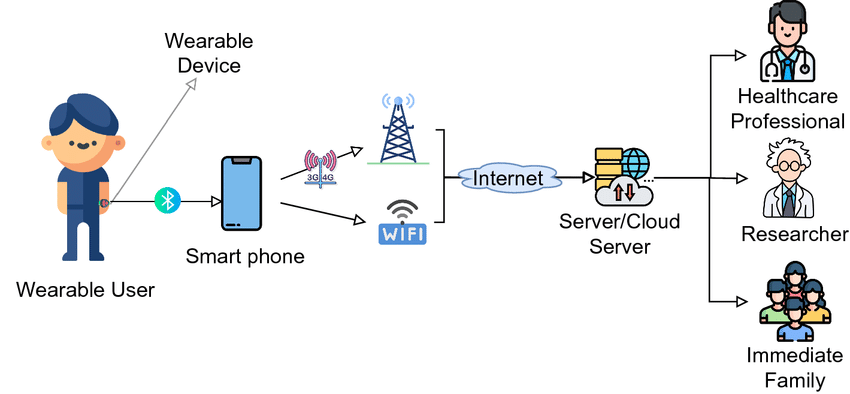 Wearable
Device
3G 4G
WIFI
Internet
Smart phone
Wearable User
Server/Cloud
Server
Healthcare
Professional
Researcher
Immediate
Family